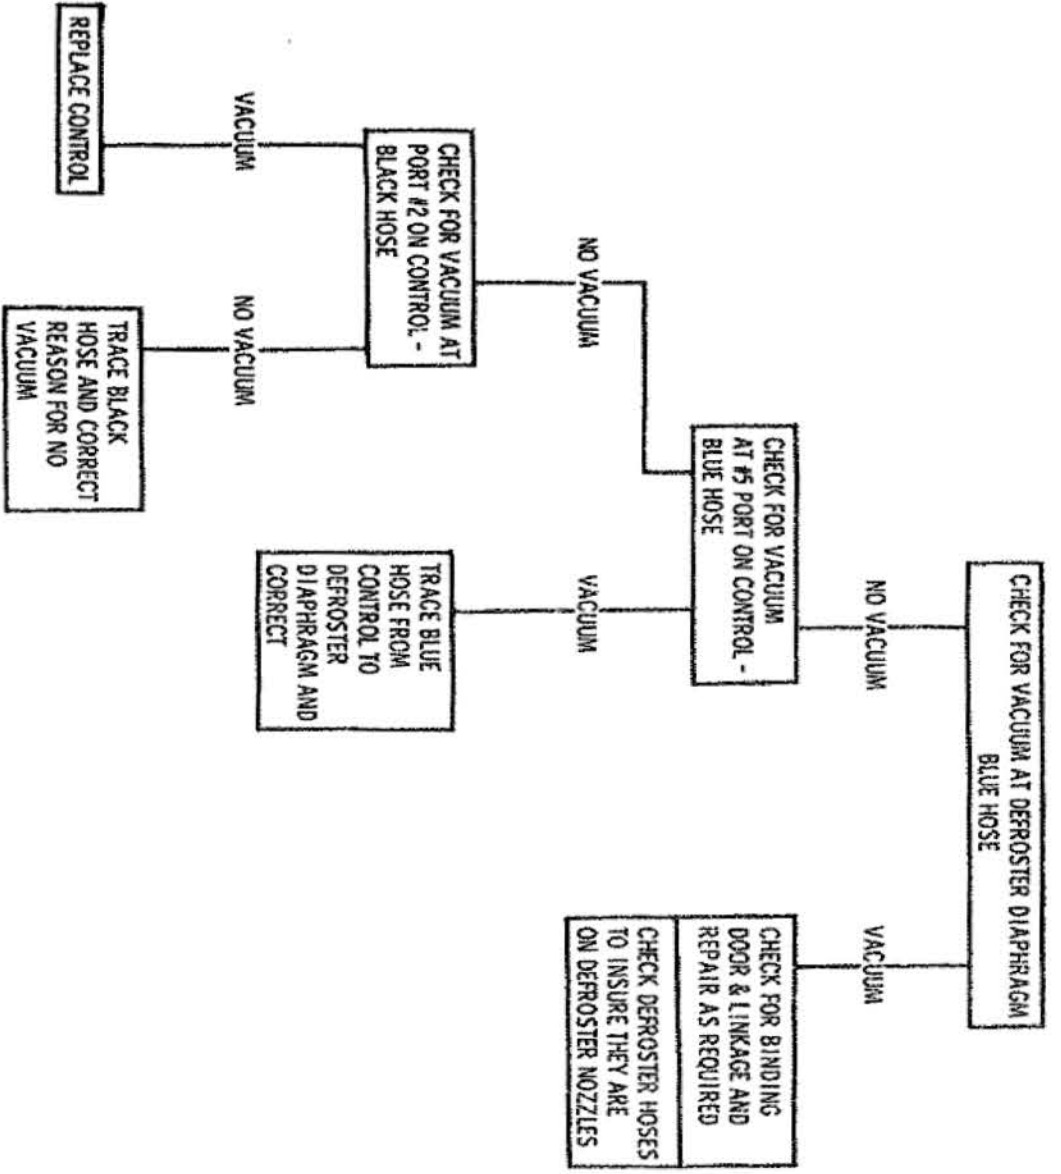 CHECK FOR VACUUM AT DEFROSTER DIAPHRAGM
BLUE HOSE
NO VACUUM
VACUUM
CHECK FOR VACUUM
AT #5 PORT ON CONTROL -
BLUE HOSE
CHECK FOR BINDING
DOOR & LINKAGE AND
REPAIR AS REQUIRED
CHECK DEFROSTER HOSES
TO INSURE THEY ARE
ON DEFROSTER NOZZLES
NO VACUUM
VACUUM
CHECK FOR VACUUM AT
PORT #2 ON CONTROL -
BLACK HOSE
TRACE BLUE
HOSE FROM
CONTROL TO
DEFROSTER
DIAPHRAGM AND
CORRECT
VACUUM
NO VACUUM
REPLACE CONTROL
TRACE BLACK
HOSE AND CORRECT
REASON FOR NO
VACUUM